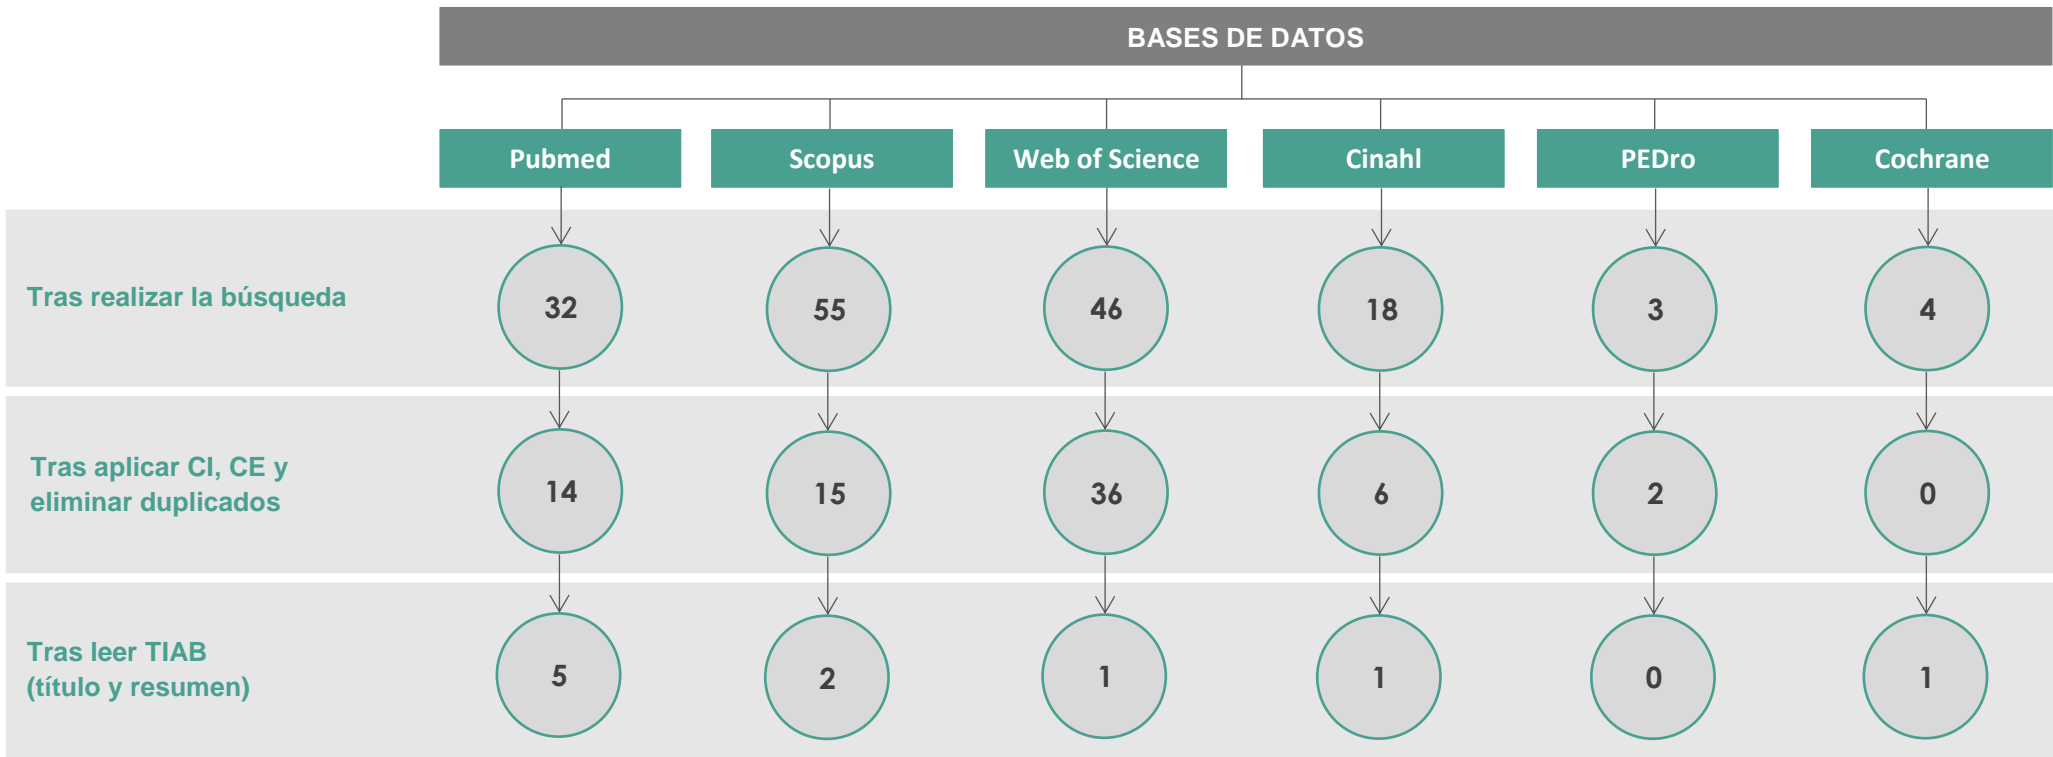 BASES DE DATOS
Pubmed
Scopus
Web of Science
Cinahl
PEDro
Cochrane
Tras realizar la búsqueda
32
55
46
18
3
4
Tras aplicar CI, CE y
eliminar duplicados
14
15
36
6
2
0
Tras leer TIAB
(título y resumen)
5
2
1
1
0
1